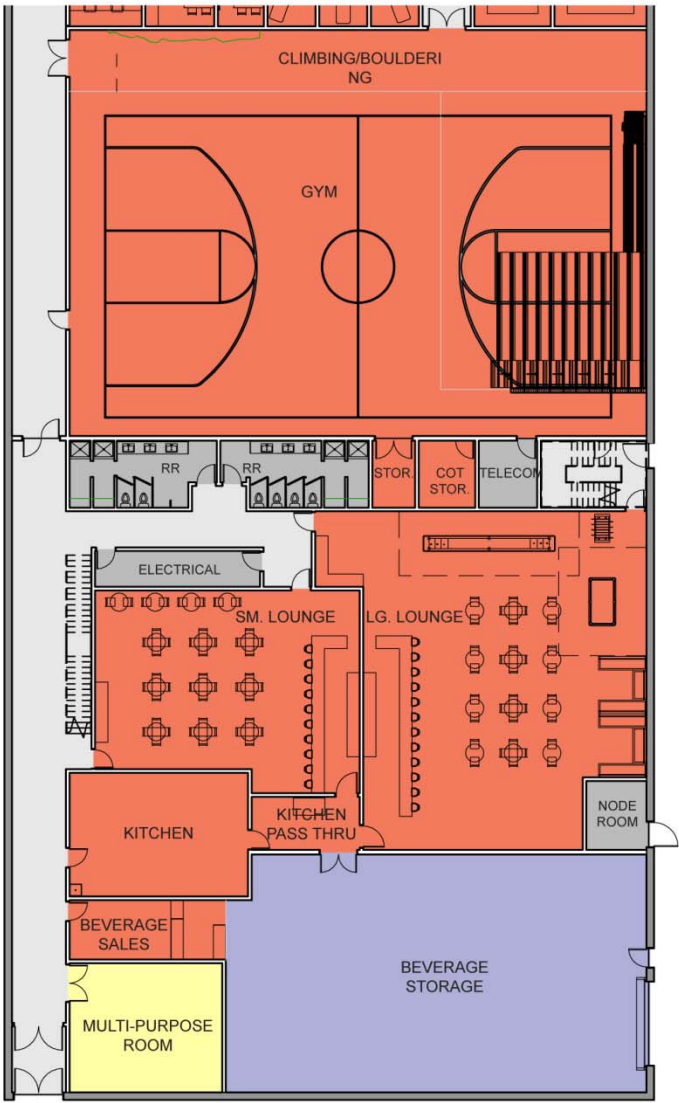 CLIMBING/BOULDERI
NG
GYM
RR
RR
STOR.
COT
STOR.
TELECOM
ELECTRICAL
SM. LOUNGE
LG. LOUNGE
KITCHEN
KITCHEN
PASS THRU
NODE
ROOM
BEVERAGE
SALES
BEVERAGE
STORAGE
MULTI-PURPOSE
ROOM